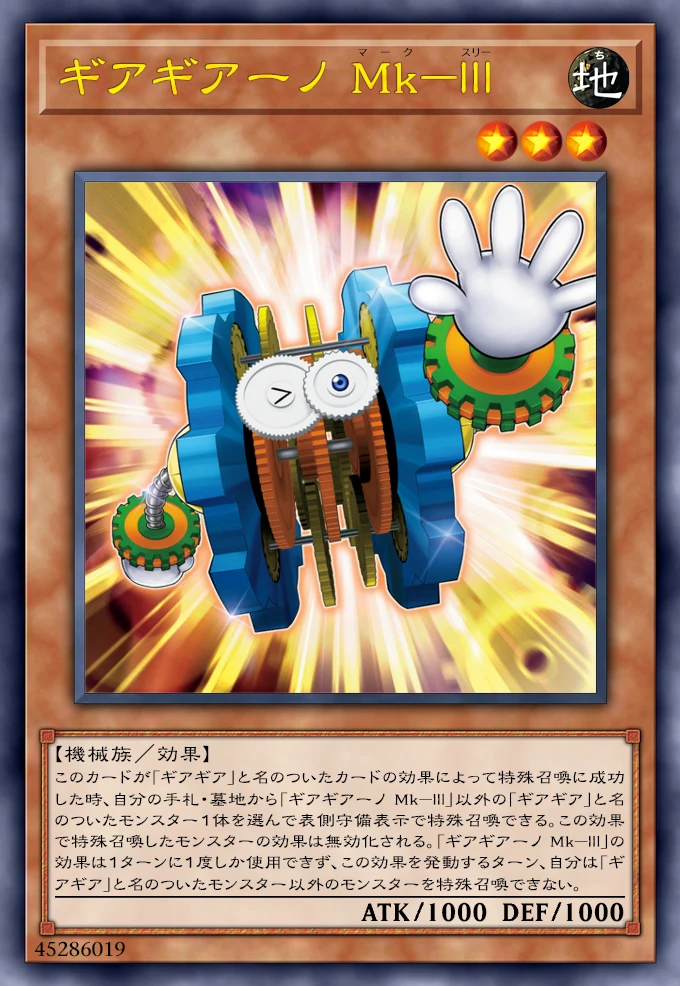 マーク スリー
ギアギアーノ Mk-III
ち
地
【機械族／効果】
このカードが「ギアギア」と名のついたカードの効果によって特殊召喚に成功
した時、自分の手札・墓地から「ギアギアーノ Mk-III」以外の「ギアギア」と名
のついたモンスター1体を選んで表側守備表示で特殊召喚できる。この効果
で特殊召喚したモンスターの効果は無効化される。「ギアギアーノ Mk-III」の
効果は1ターンに1度しか使用できず、この効果を発動するターン、自分は「ギ
アギア」と名のついたモンスター以外のモンスターを特殊召喚できない。
ATK/1000 DEF/1000
45286019